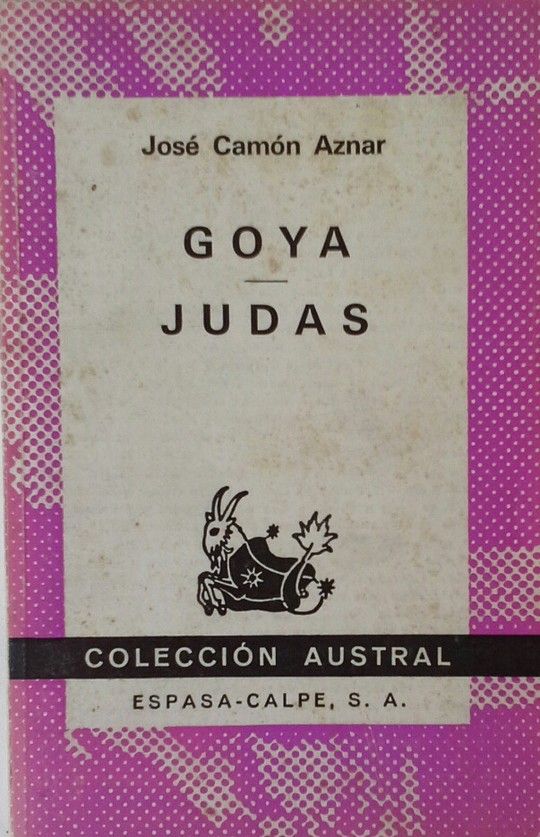 José Camón Aznar
GOYA
JUDAS
COLECCIÓN AUSTRAL
ESPASA-CALPE, S. A.